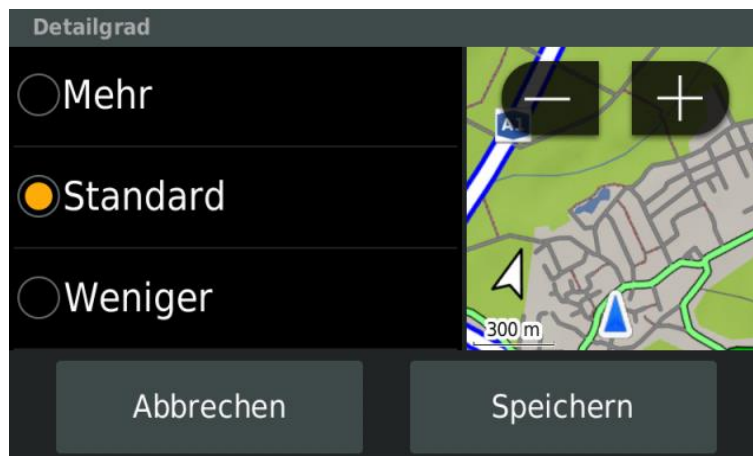 Detailgrad
Mehr
Standard
Weniger
A1
300 m
Abbrechen
Speichern